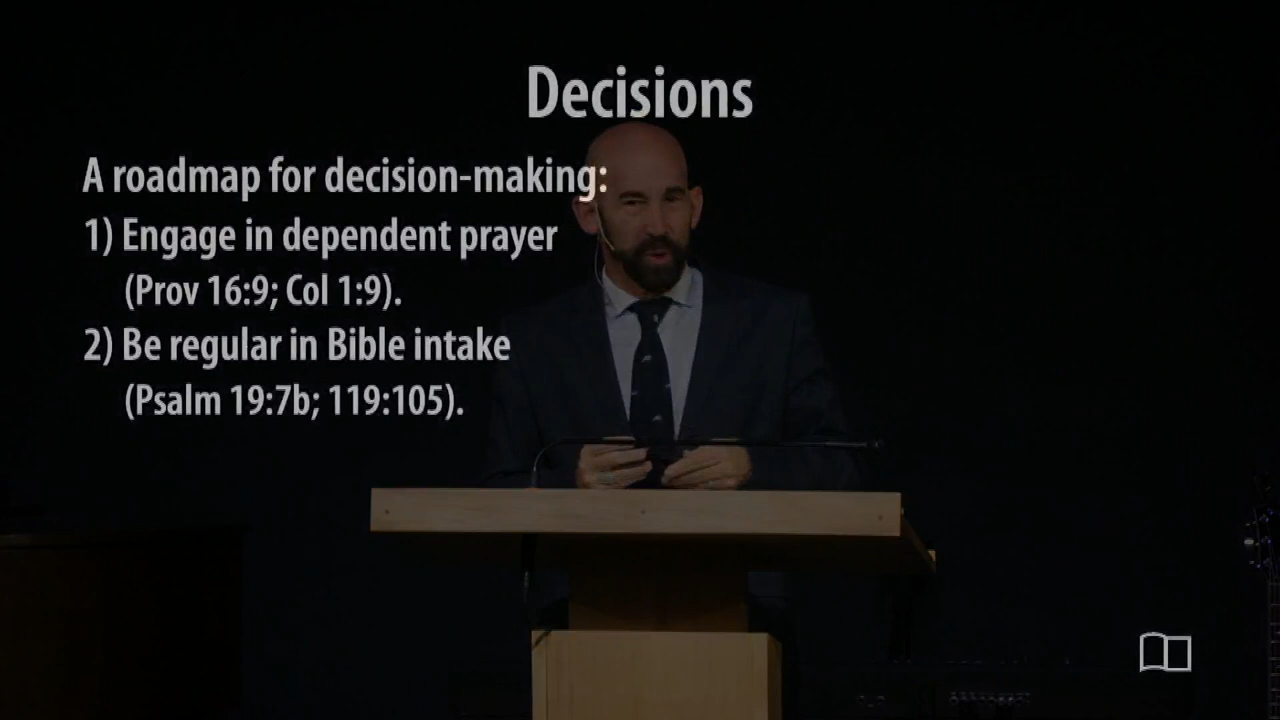 Decisions
A roadmap for decision-making:
1) Engage in dependent prayer
(Prov 16:9; Col 1:9).
2) Be regular in Bible intake
(Psalm 19:7b; 119:105).